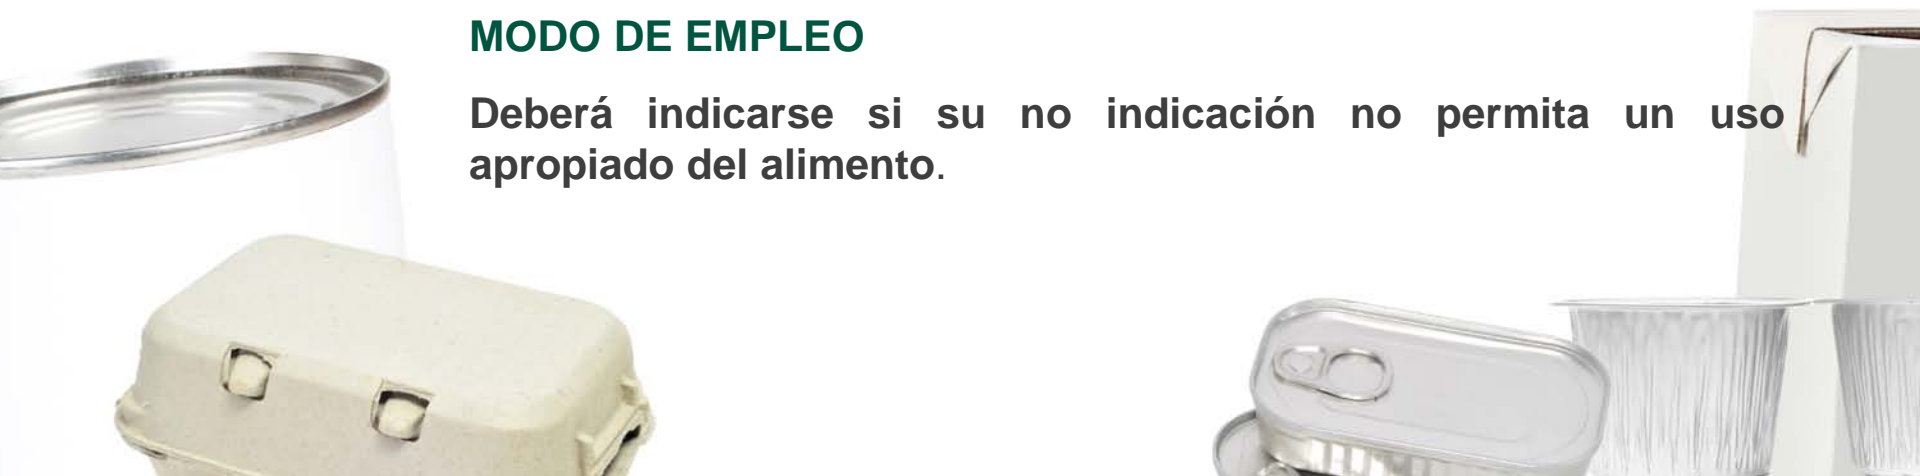 MODO DE EMPLEO
Deberá indicarse si su no indicación no permita un uso
apropiado del alimento.